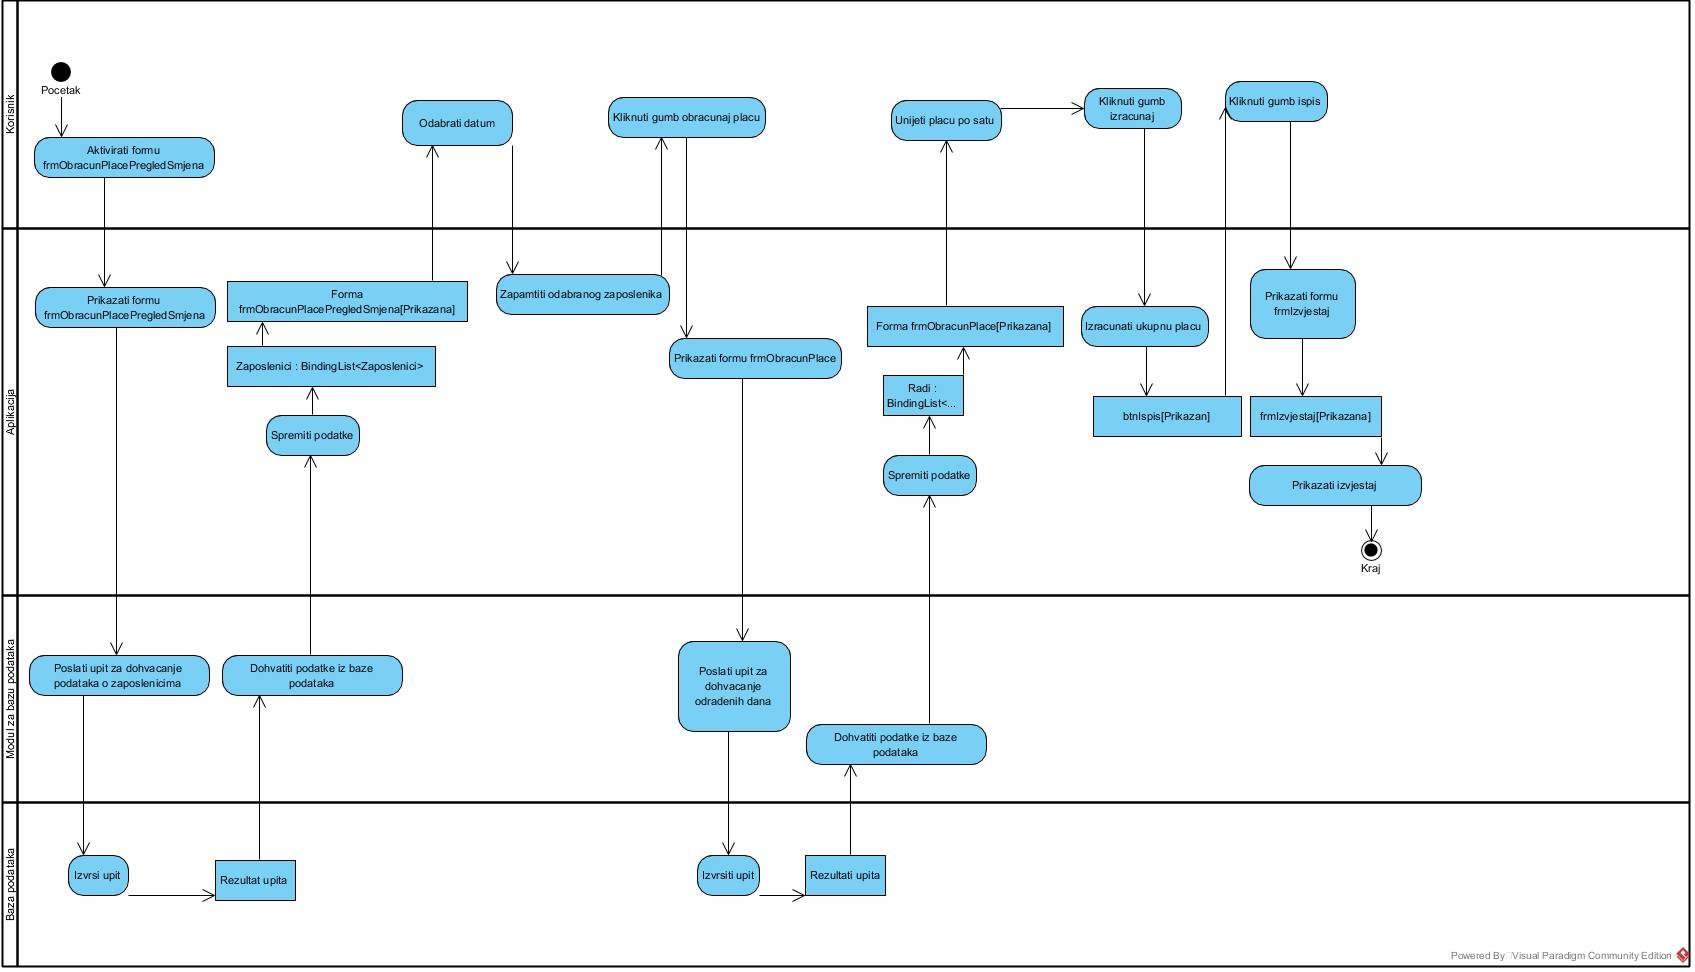 Korisnik
Pocetak
Aktivirati formu
frmObracunPlacePregledSmjena
Odabrati datum
Kliknuti gumb obracunaj placu
Unijeti placu po satu
Kliknuti gumb
izracunaj
Kliknuti gumb ispis
Aplikacija
Prikazati formu
frmObracunPlacePregledSmjena
Forma
frmObracunPlacePregledSmjena[Prikazana]
Zaposlenici : BindingList<Zaposlenici>
Spremiti podatke
Zapamtiti odabranog zaposlenika
Prikazati formu frmObracunPlace
Forma frmObracunPlace[Prikazana]
Radi :
BindingList<...
Spremiti podatke
Izracunati ukupnu placu
btnIspis[Prikazan]
Prikazati formu
frmIzvjestaj
frmIzvjestaj[Prikazana]
Prikazati izvjestaj
Kraj
Modul za bazu podataka
Poslati upit za dohvacanje
podataka o zaposlenicima
Dohvatiti podatke iz baze
podataka
Poslati upit za
dohvacanje
odradenih dana
Dohvatiti podatke iz baze
podataka
Baza podataka
Izvrsi upit
Rezultat upita
Izvrsiti upit
Rezultati upita
Powered By Visual Paradigm Community Edition